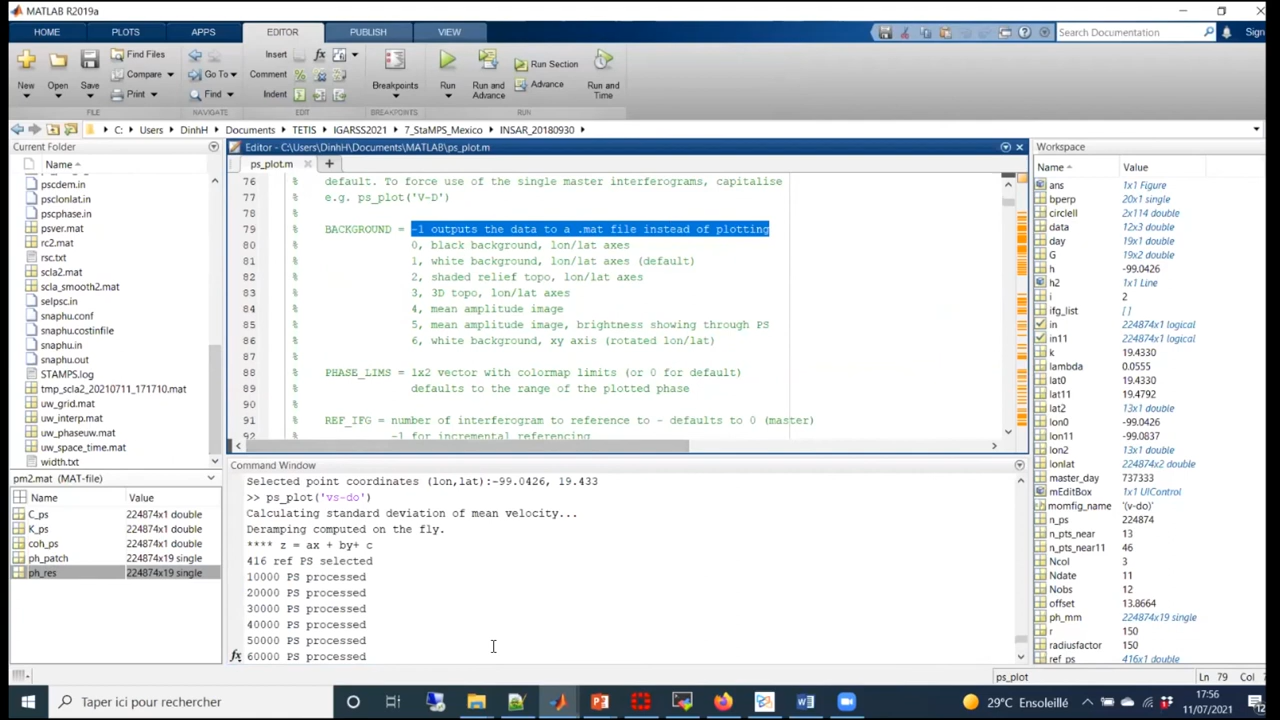 MATLAB R2019a
HOME PLOTS APPS EDITOR PUBLISH VIEW Search Documentation Sign
New Open Save Find Files Compare Print Go To Find Insert Comment Indent fx Breakpoints Run Run and Advance Run Section Advance Run and Time
FILE NAVIGATE EDIT BREAKPOINTS RUN
C: Users DinhH Documents TETIS IGARSS2021 7_StaMPS_Mexico INSAR_20180930
Current Folder
Name
pscdem.in
psclonlat.in
pscphase.in
psver.mat
rc2.mat
rsc.txt
scla2.mat
scla_smooth2.mat
selpsc.in
snaphu.conf
snaphu.costinfile
snaphu.in
snaphu.out
STAMPS.log
tmp_scla2_20210711_171710.mat
uw_grid.mat
uw_interp.mat
uw_phaseuw.mat
uw_space_time.mat
width.txt
pm2.mat (MAT-file)
Name Value
C_ps 224874x1 double
K_ps 224874x1 double
coh_ps 224874x1 double
ph_patch 224874x19 single
ph_res 224874x19 single
Editor - C:\Users\DinhH\Documents\MATLAB\ps_plot.m
ps_plot.m
76 % default. To force use of the single master interferograms, capitalise
77 % e.g. ps_plot('V-D')
78 %
79 % BACKGROUND = -1 outputs the data to a .mat file instead of plotting
80 % 0, black background, lon/lat axes
81 % 1, white background, lon/lat axes (default)
82 % 2, shaded relief topo, lon/lat axes
83 % 3, 3D topo, lon/lat axes
84 % 4, mean amplitude image
85 % 5, mean amplitude image, brightness showing through PS
86 % 6, white background, xy axis (rotated lon/lat)
87 %
88 % PHASE_LIMS = 1x2 vector with colormap limits (or 0 for default)
89 % defaults to the range of the plotted phase
90 %
91 % REF_IFG = number of interferogram to reference to - defaults to 0 (master)
92 % -1 for incremental referencing
Command Window
Selected point coordinates (lon,lat):-99.0426, 19.433
>> ps_plot('vs-do')
Calculating standard deviation of mean velocity...
Deramping computed on the fly.
**** z = ax + by+ c
416 ref PS selected
10000 PS processed
20000 PS processed
30000 PS processed
40000 PS processed
50000 PS processed
fx 60000 PS processed
Workspace
Name Value
ans 1x1 Figure
bperp 20x1 single
circlell 2x114 double
data 12x3 double
day 19x1 double
G 19x2 double
h -99.0426
h2 1x1 Line
i 2
ifg_list [ ]
in 224874x1 logical
in11 224874x1 logical
k 19.4330
lambda 0.0555
lat0 19.4330
lat11 19.4792
lat2 13x1 double
lon0 -99.0426
lon11 -99.0837
lon2 13x1 double
lonlat 224874x2 double
master_day 737333
mEditBox 1x1 UIControl
momfig_name '(v-do)'
n_ps 224874
n_pts_near 13
n_pts_near11 46
Ncol 3
Ndate 11
Nobs 12
offset 13.8664
ph_mm 224874x19 single
r 150
radiusfactor 150
ref_ps 416x1 double
ps_plot Ln 79 Col
Taper ici pour rechercher
29°C Ensoleillé
17:56
11/07/2021